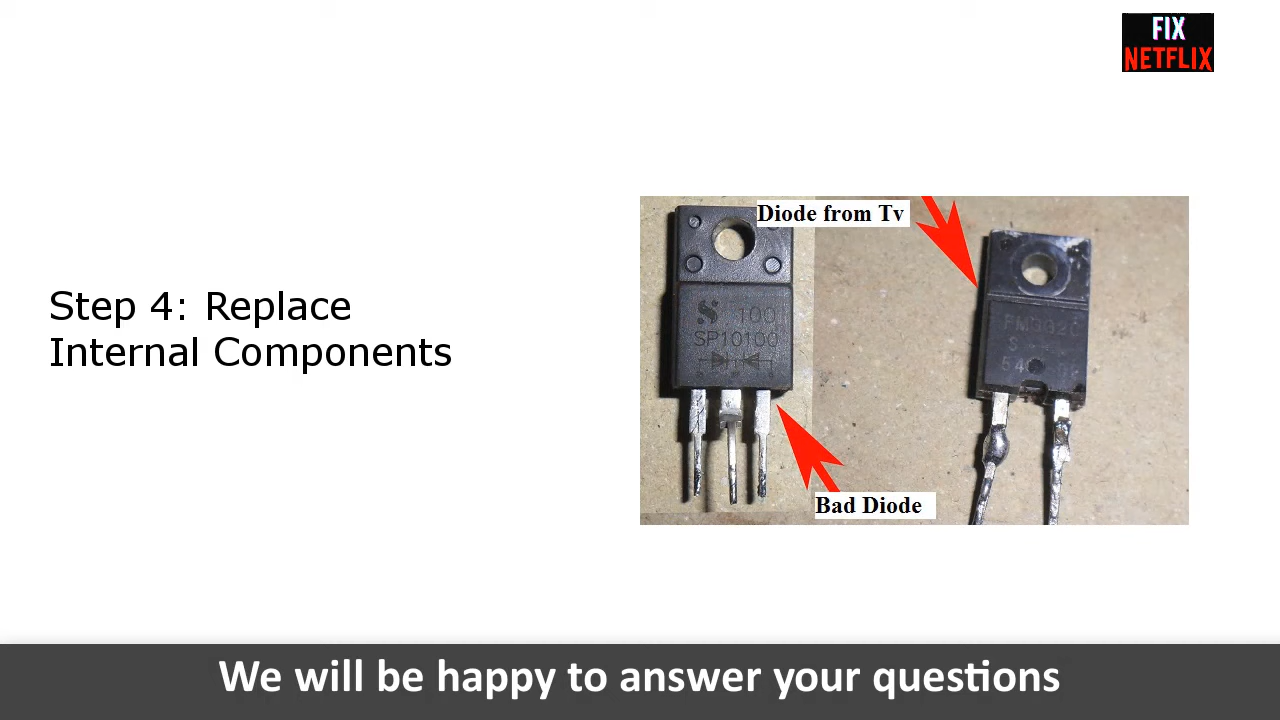 FIX
NETFLIX
Diode from Tv
100
SP10100
Step 4: Replace
Internal Components
Bad Diode
We will be happy to answer your questions